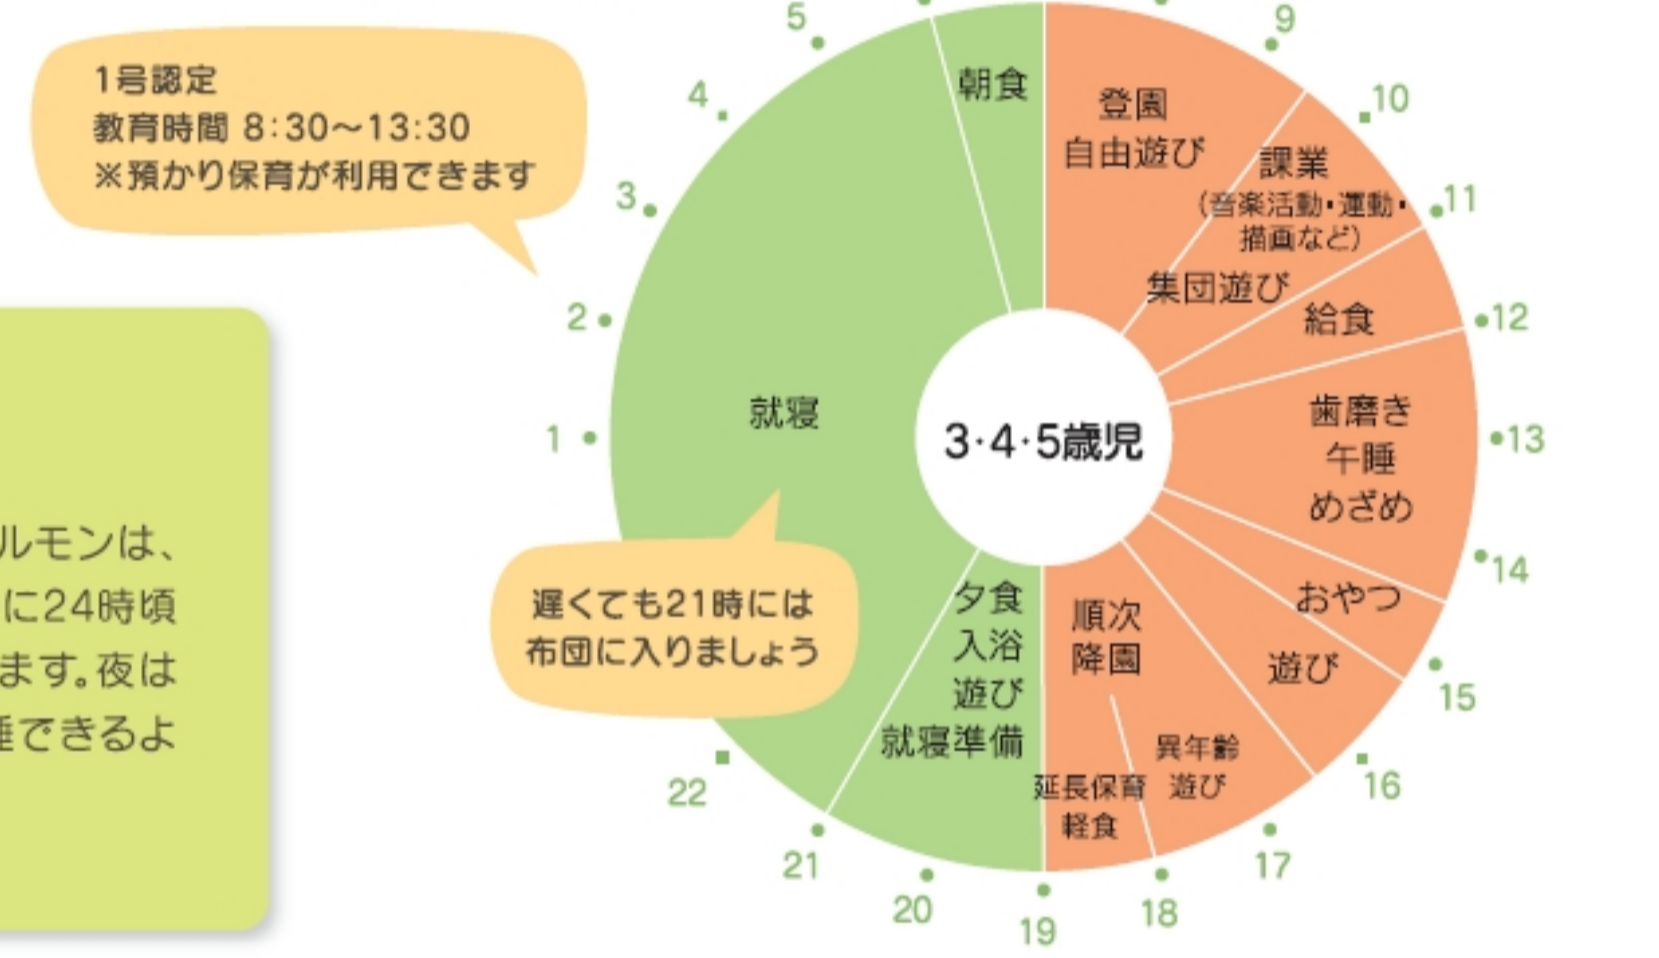 1号認定
教育時間 8:30～13:30
※預かり保育が利用できます
ルモンは、
に24時頃
ます。夜は
できるよ
5
4
3
2
1
22
21
20
19
18
17
16
15
14
13
12
11
10
9
朝食
登園
自由遊び
課業
（音楽活動・運動・
描画など）
集団遊び
給食
歯磨き
午睡
めざめ
おやつ
遊び
順次
降園
異年齢
遊び
延長保育
軽食
夕食
入浴
遊び
就寝準備
就寝
3・4・5歳児
遅くても21時には
布団に入りましょう